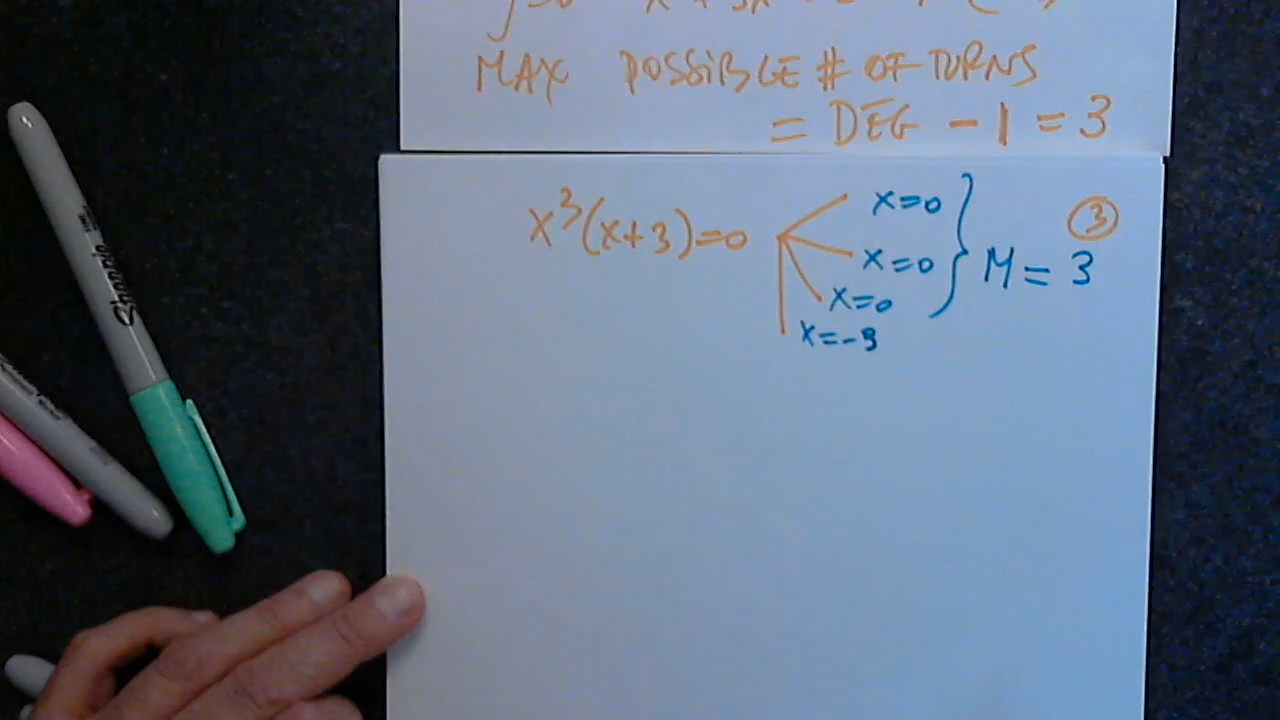 MAX POSSIBLE # OF TURNS
= DEG - 1 = 3
③
x³(x+3)=0
x=0
x=0
x=0
x=-3
} M = 3
Sharpie